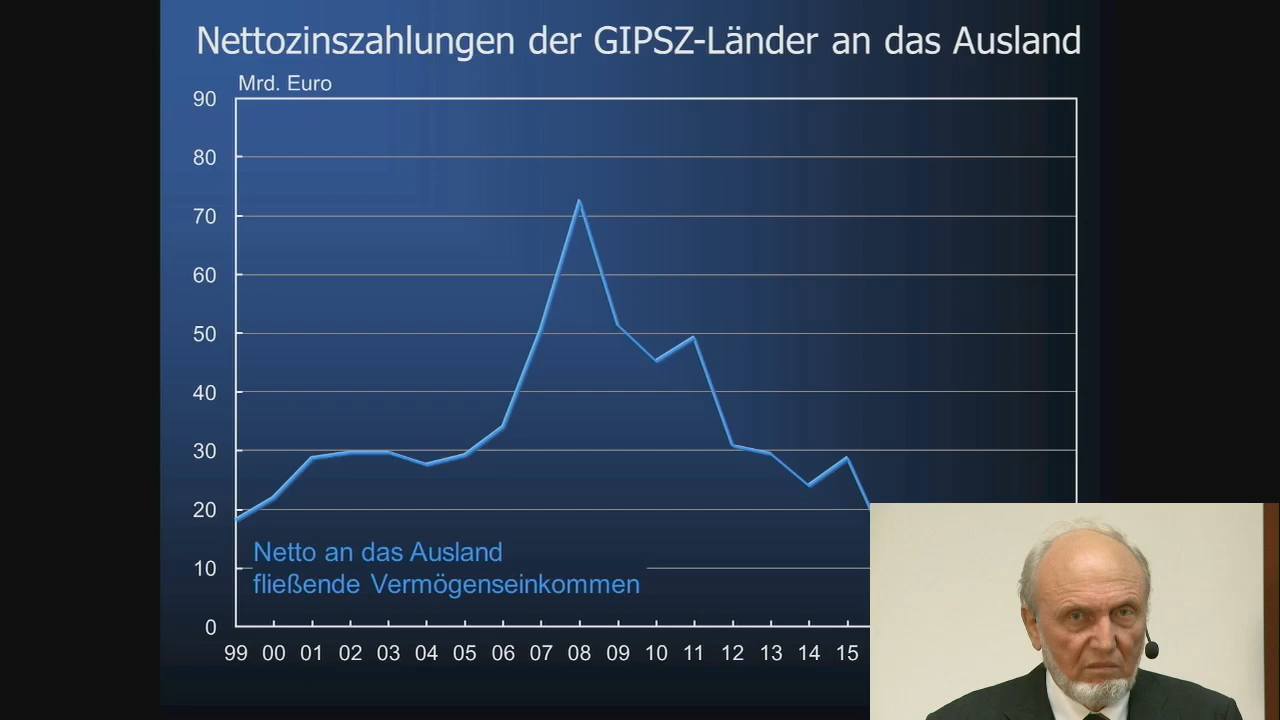 Nettozinszahlungen der GIPSZ-Länder an das Ausland
Mrd. Euro
90
80
70
60
50
40
30
20
10
0
Netto an das Ausland
fließende Vermögenseinkommen
99 00 01 02 03 04 05 06 07 08 09 10 11 12 13 14 15